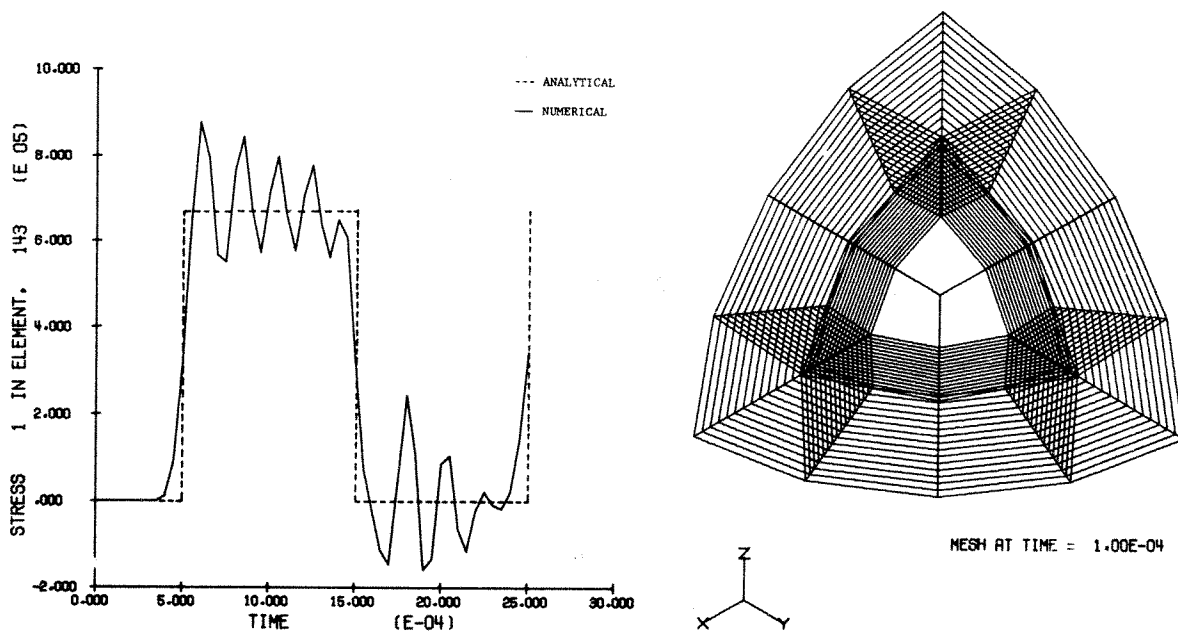 10.000
8.000
6.000
4.000
2.000
.000
-2.000
STRESS 1 IN ELEMENT. 143 (E 05)
0.000 5.000 10.000 15.000 20.000 25.000 30.000
TIME (E-04)
--- ANALYTICAL
— NUMERICAL
MESH AT TIME = 1.00E-04
Z
X Y